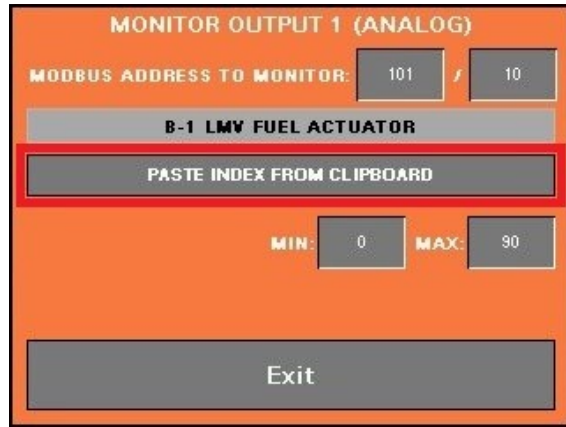 MONITOR OUTPUT 1 (ANALOG)
MODBUS ADDRESS TO MONITOR: 101 / 10
B-1 LMV FUEL ACTUATOR
PASTE INDEX FROM CLIPBOARD
MIN: 0 MAX: 90
Exit